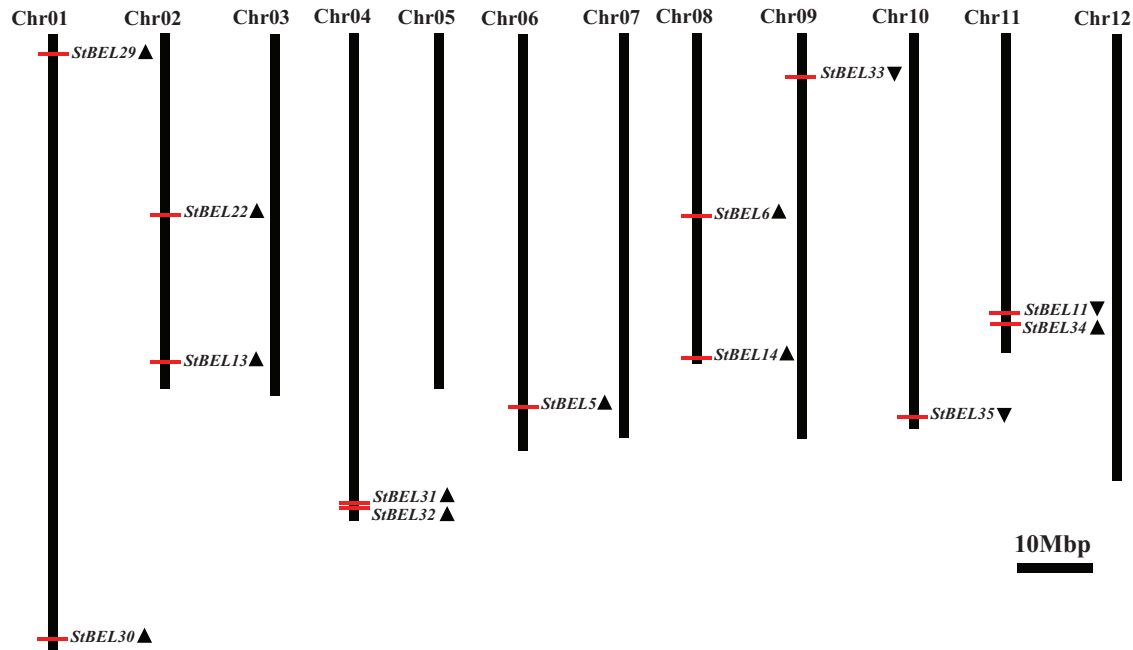 Chr01 Chr02 Chr03 Chr04 Chr05 Chr06 Chr07 Chr08 Chr09 Chr10 Chr11 Chr12
StBEL29▲
StBEL33▼
StBEL22▲
StBEL6▲
StBEL11▼
StBEL34▲
StBEL13▲
StBEL14▲
StBEL5▲
StBEL35▼
StBEL31▲
StBEL32▲
10Mbp
StBEL30▲